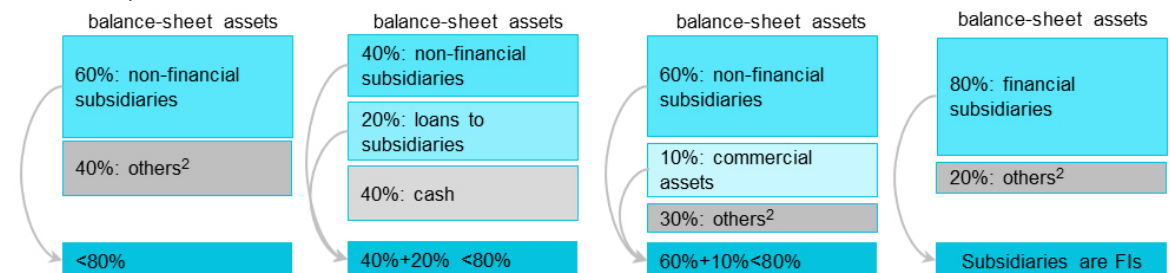 balance-sheet assets
60%: non-financial
subsidiaries
40%: others2
<80%
balance-sheet assets
40%: non-financial
subsidiaries
20%: loans to
subsidiaries
40%: cash
40%+20% <80%
balance-sheet assets
60%: non-financial
subsidiaries
10%: commercial
assets
30%: others2
60%+10%<80%
balance-sheet assets
80%: financial
subsidiaries
20%: others2
Subsidiaries are FIs